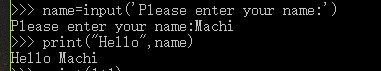 >>> name=input('Please enter your name:')
Please enter your name:Machi
>>> print("Hello",name)
Hello Machi